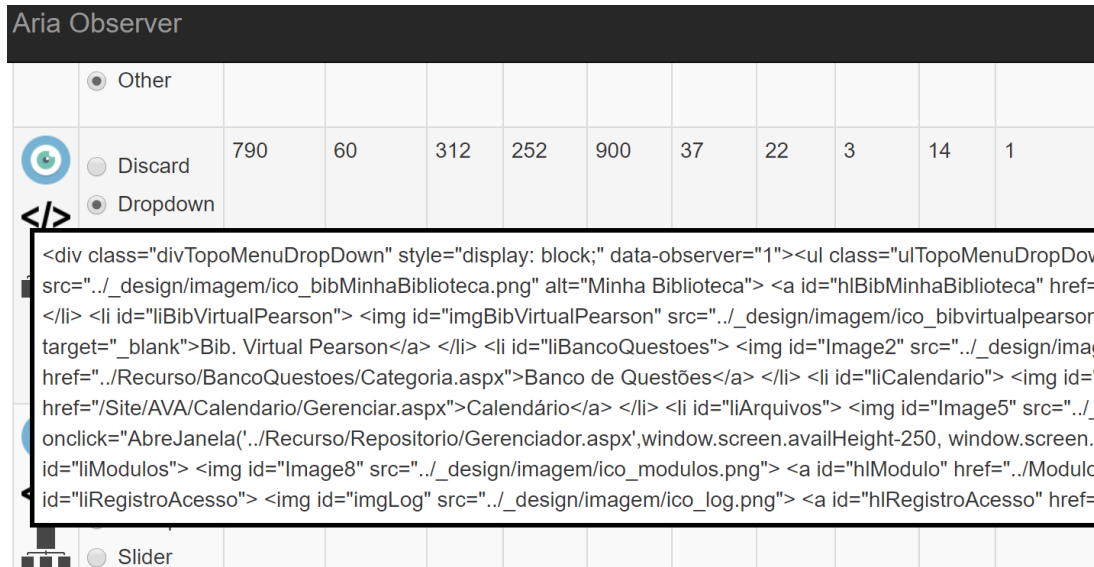 Aria Observer
Other
790 60 312 252 900 37 22 3 14 1
Discard
Dropdown
</>
<div class="divTopoMenuDropDown" style="display: block;" data-observer="1"><ul class="ulTopoMenuDropDov
src="../_design/imagem/ico_bibMinhaBiblioteca.png" alt="Minha Biblioteca"> <a id="hlBibMinhaBiblioteca" href=
</li> <li id="liBibVirtualPearson"> <img id="imgBibVirtualPearson" src="../_design/imagem/ico_bibvirtualpearson
target="_blank">Bib. Virtual Pearson</a> </li> <li id="liBancoQuestoes"> <img id="Image2" src="../_design/imag
href="../Recurso/BancoQuestoes/Categoria.aspx">Banco de Questões</a> </li> <li id="liCalendario"> <img id="
href="/Site/AVA/Calendario/Gerenciar.aspx">Calendário</a> </li> <li id="liArquivos"> <img id="Image5" src="../_
onclick="AbreJanela('../Recurso/Repositorio/Gerenciador.aspx',window.screen.availHeight-250, window.screen.
id="liModulos"> <img id="Image8" src="../_design/imagem/ico_modulos.png"> <a id="hlModulo" href="../Modulo
id="liRegistroAcesso"> <img id="imgLog" src="../_design/imagem/ico_log.png"> <a id="hlRegistroAcesso" href=
Slider